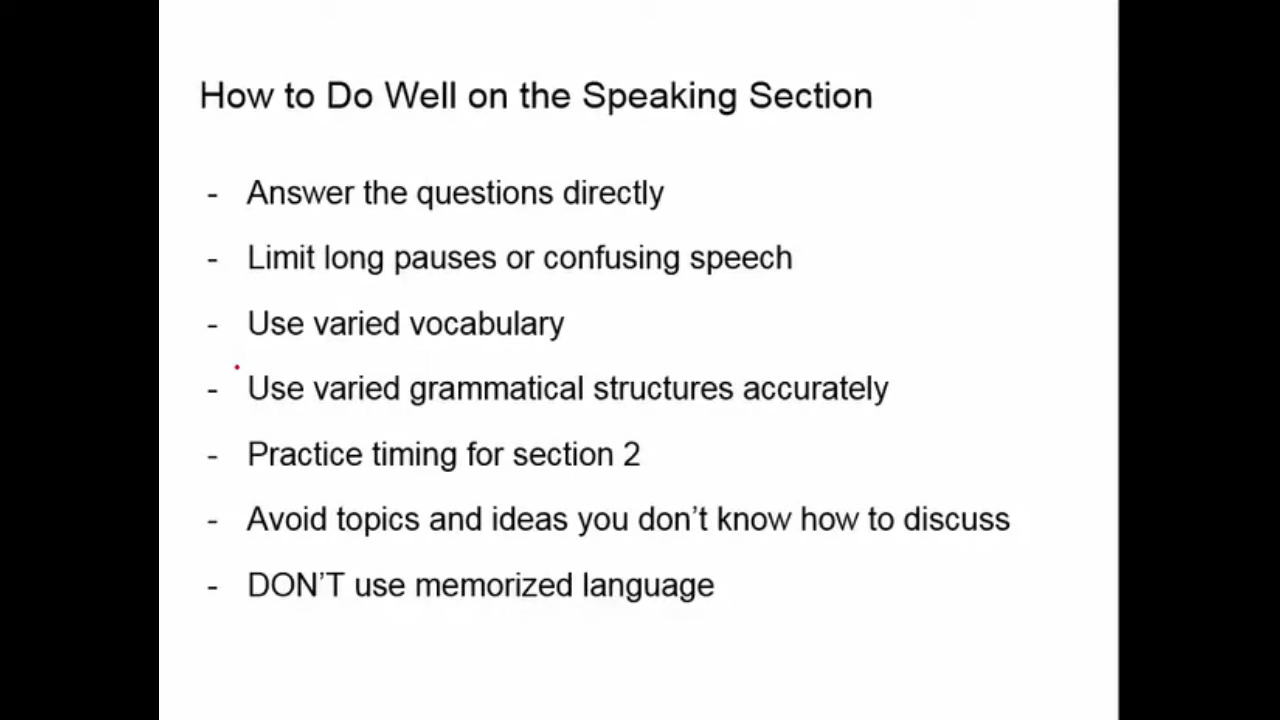 How to Do Well on the Speaking Section
- Answer the questions directly
- Limit long pauses or confusing speech
- Use varied vocabulary
- Use varied grammatical structures accurately
- Practice timing for section 2
- Avoid topics and ideas you don’t know how to discuss
- DON’T use memorized language